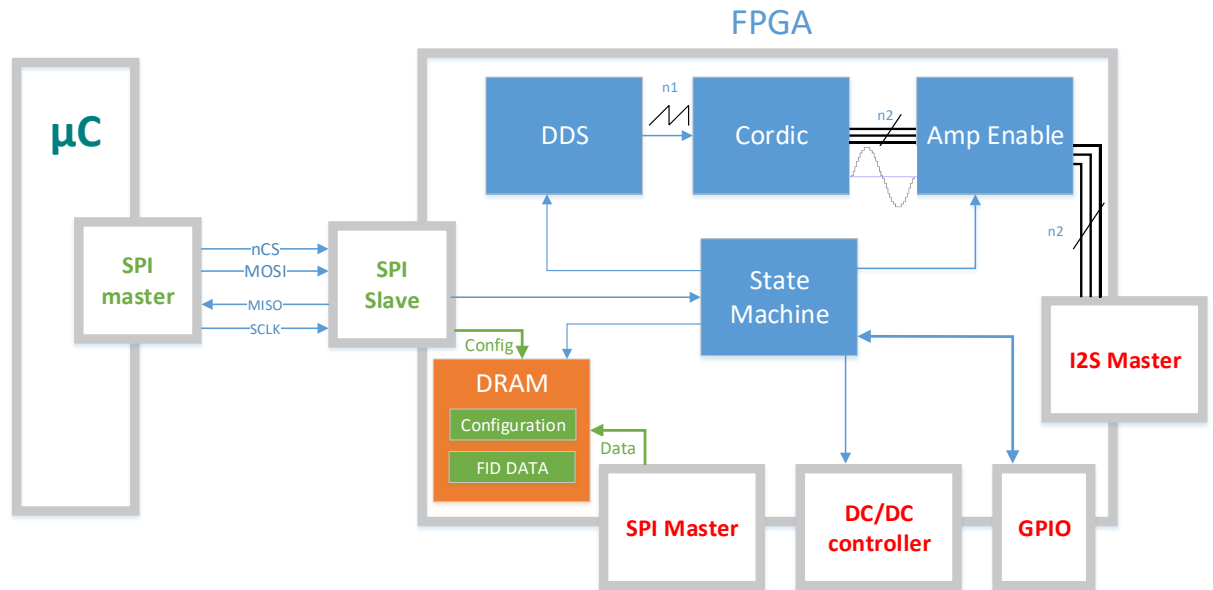 FPGA
µC
n1
n2
DDS
Cordic
Amp Enable
n2
nCS
MOSI
MISO
SCLK
SPI
master
SPI
Slave
State
Machine
Config
DRAM
Configuration
FID DATA
Data
I2S Master
SPI Master
DC/DC
controller
GPIO